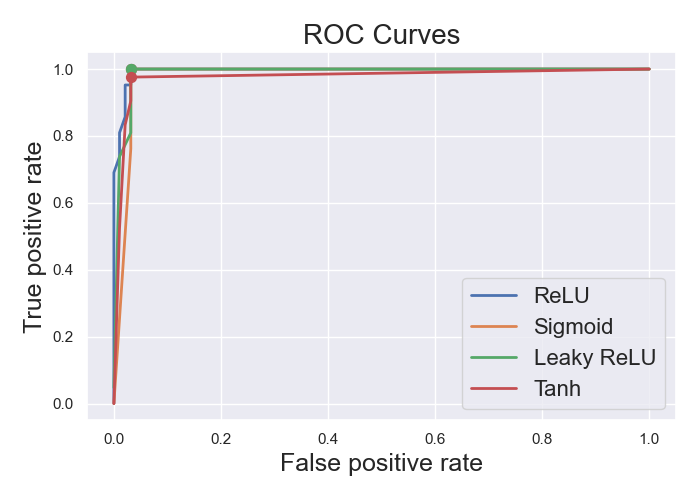 ROC Curves
True positive rate
1.0
0.8
0.6
0.4
0.2
0.0
ReLU
Sigmoid
Leaky ReLU
Tanh
0.0 0.2 0.4 0.6 0.8 1.0
False positive rate